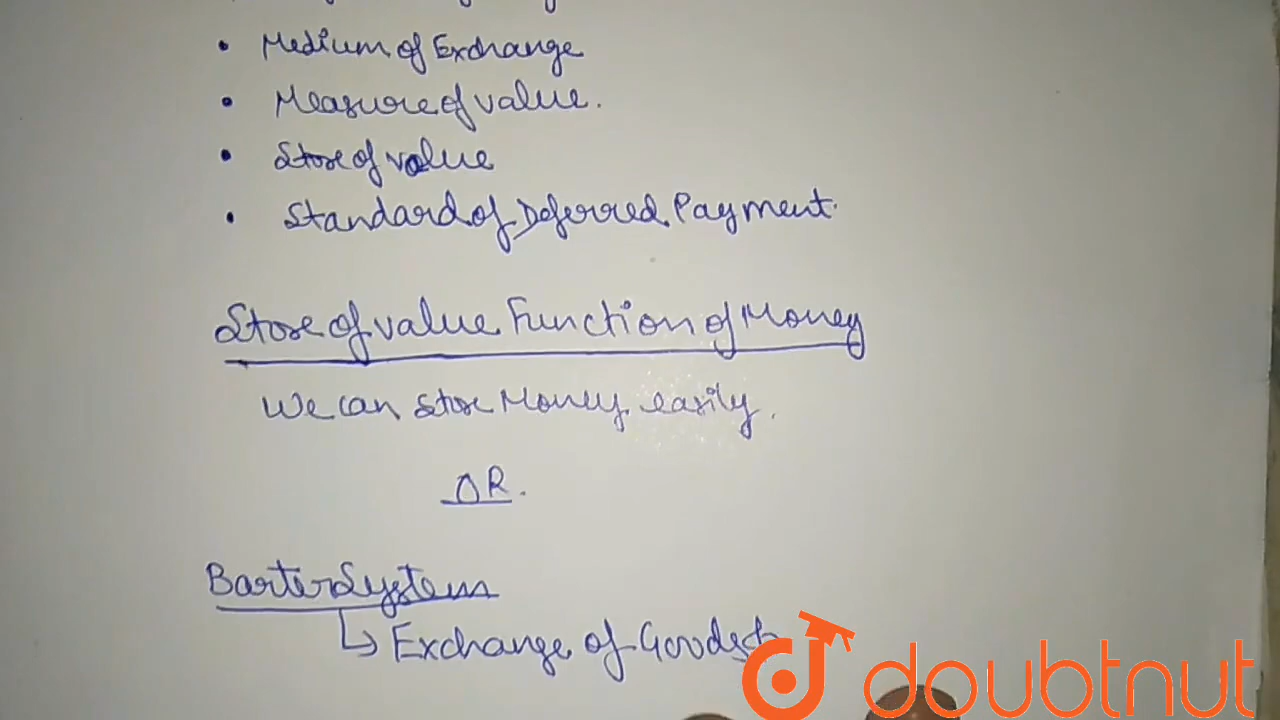 • Medium of Exchange
• Measure of value.
• Store of value
• Standard of Deferred Payment.
Store of value Function of Money
We can store Money easily.
OR.
Barter System
↳ Exchange of Goods
doubtnut